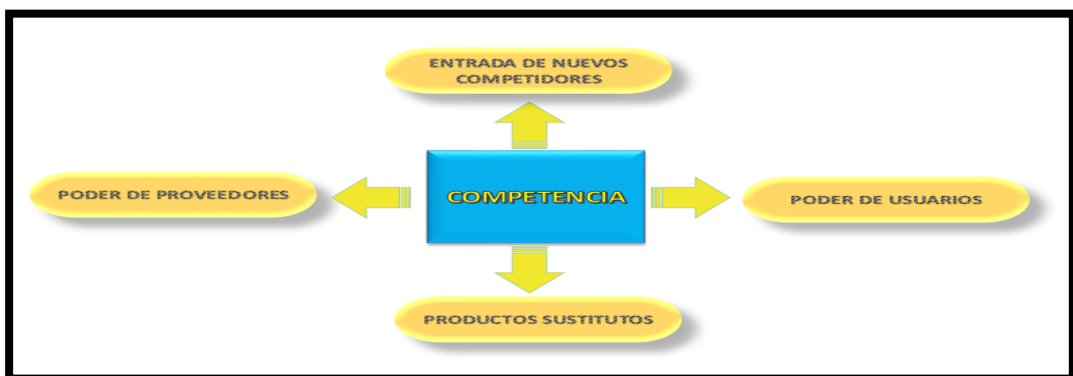 ENTRADA DE NUEVOS
COMPETIDORES
PODER DE PROVEEDORES
COMPETENCIA
PODER DE USUARIOS
PRODUCTOS SUSTITUTOS